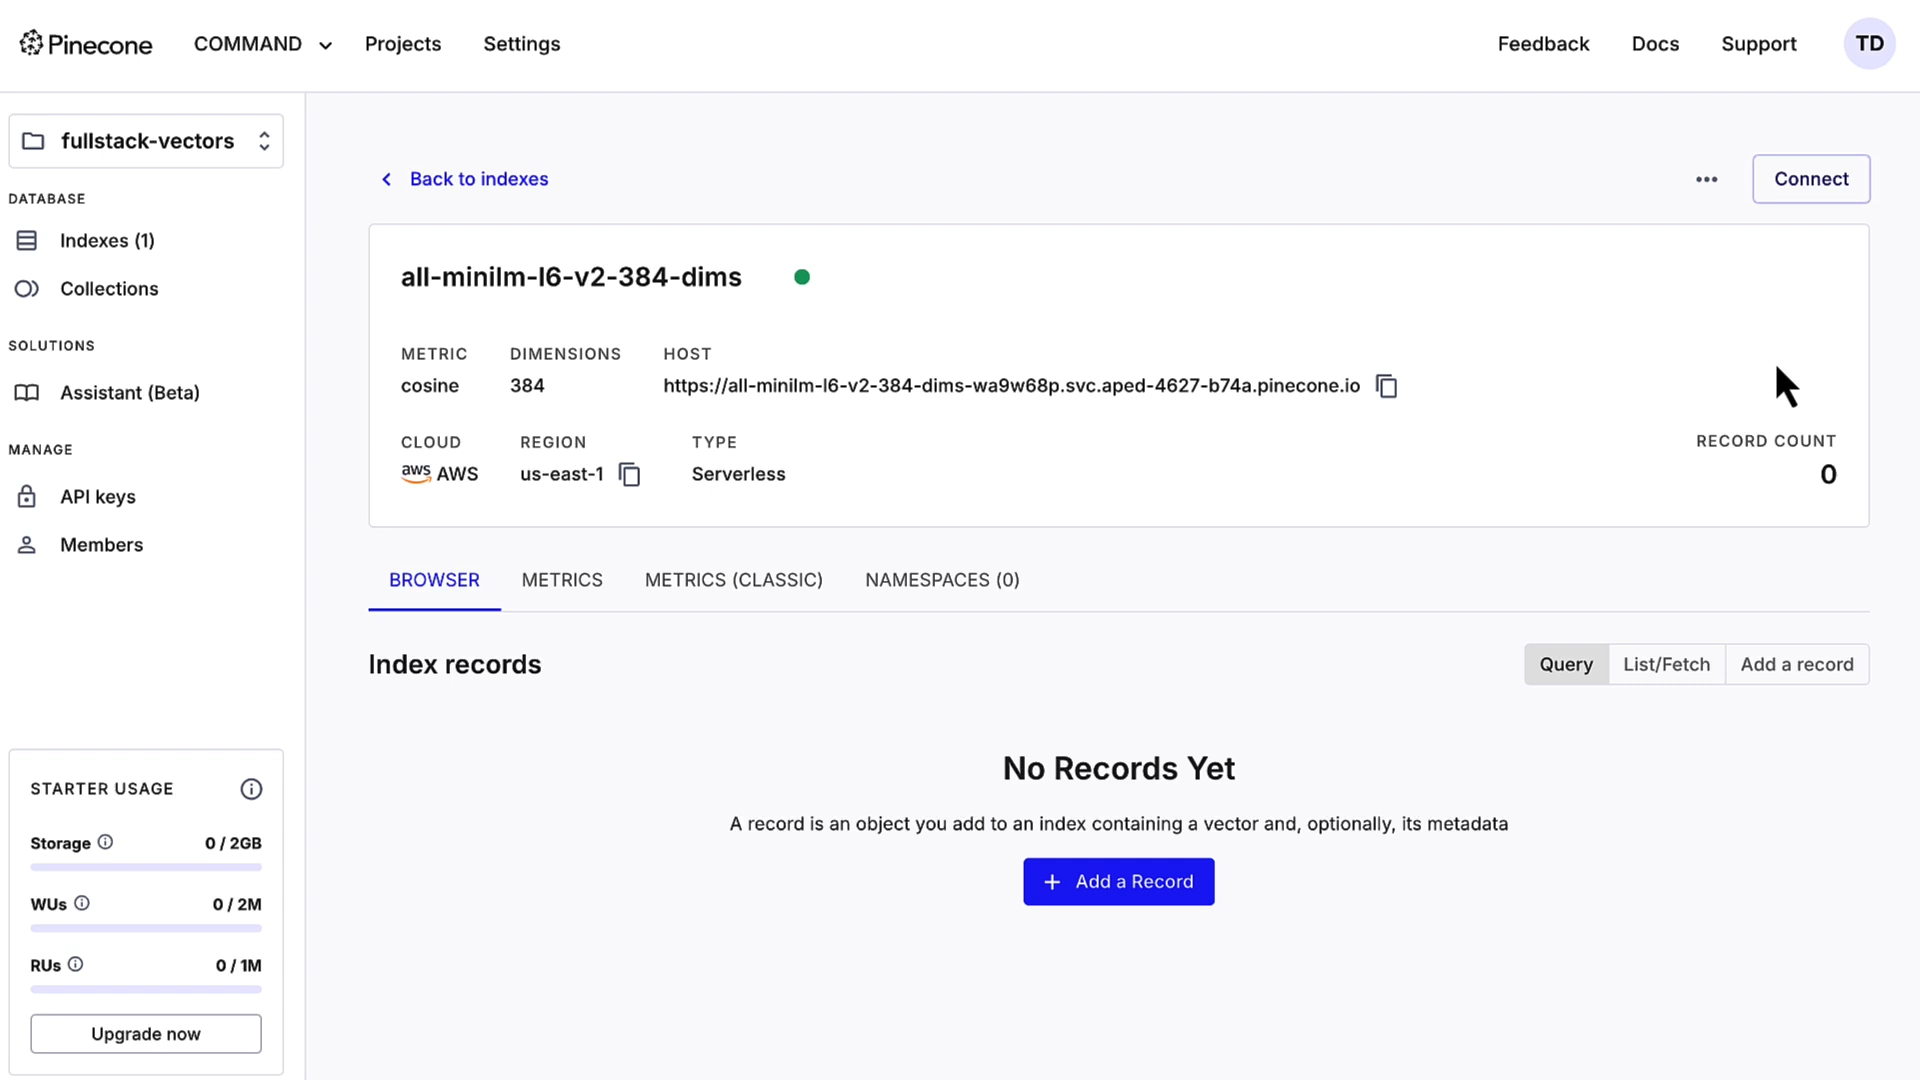 Pinecone COMMAND Projects Settings Feedback Docs Support TD
fullstack-vectors
DATABASE
Indexes (1)
Collections
SOLUTIONS
Assistant (Beta)
MANAGE
API keys
Members
STARTER USAGE
Storage 0 / 2GB
WUs 0 / 2M
RUs 0 / 1M
Upgrade now
Back to indexes
Connect
all-minilm-l6-v2-384-dims
METRIC DIMENSIONS HOST
cosine 384 https://all-minilm-l6-v2-384-dims-wa9w68p.svc.aped-4627-b74a.pinecone.io
CLOUD REGION TYPE RECORD COUNT
aws AWS us-east-1 Serverless 0
BROWSER METRICS METRICS (CLASSIC) NAMESPACES (0)
Index records Query List/Fetch Add a record
No Records Yet
A record is an object you add to an index containing a vector and, optionally, its metadata
+ Add a Record